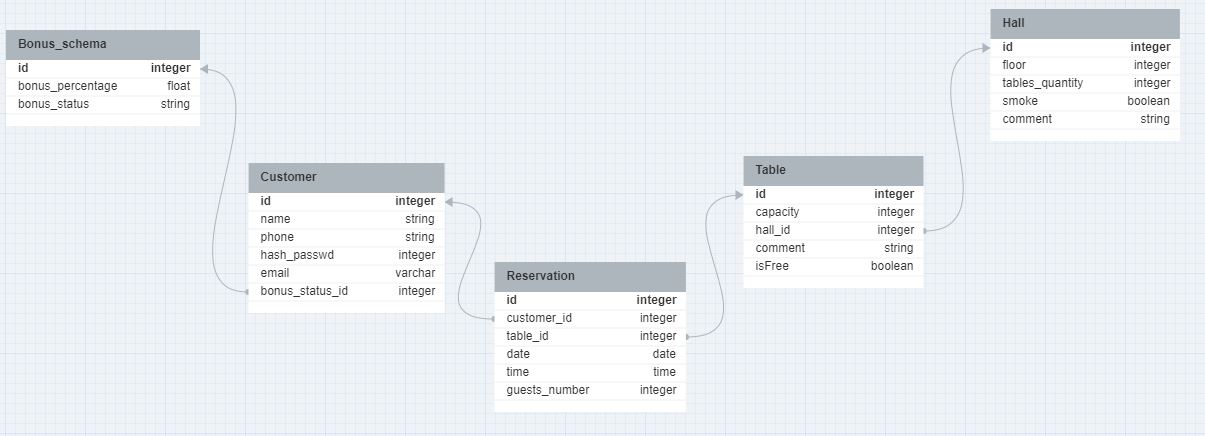 Bonus_schema
id integer
bonus_percentage float
bonus_status string
Customer
id integer
name string
phone string
hash_passwd integer
email varchar
bonus_status_id integer
Reservation
id integer
customer_id integer
table_id integer
date date
time time
guests_number integer
Table
id integer
capacity integer
hall_id integer
comment string
isFree boolean
Hall
id integer
floor integer
tables_quantity integer
smoke boolean
comment string